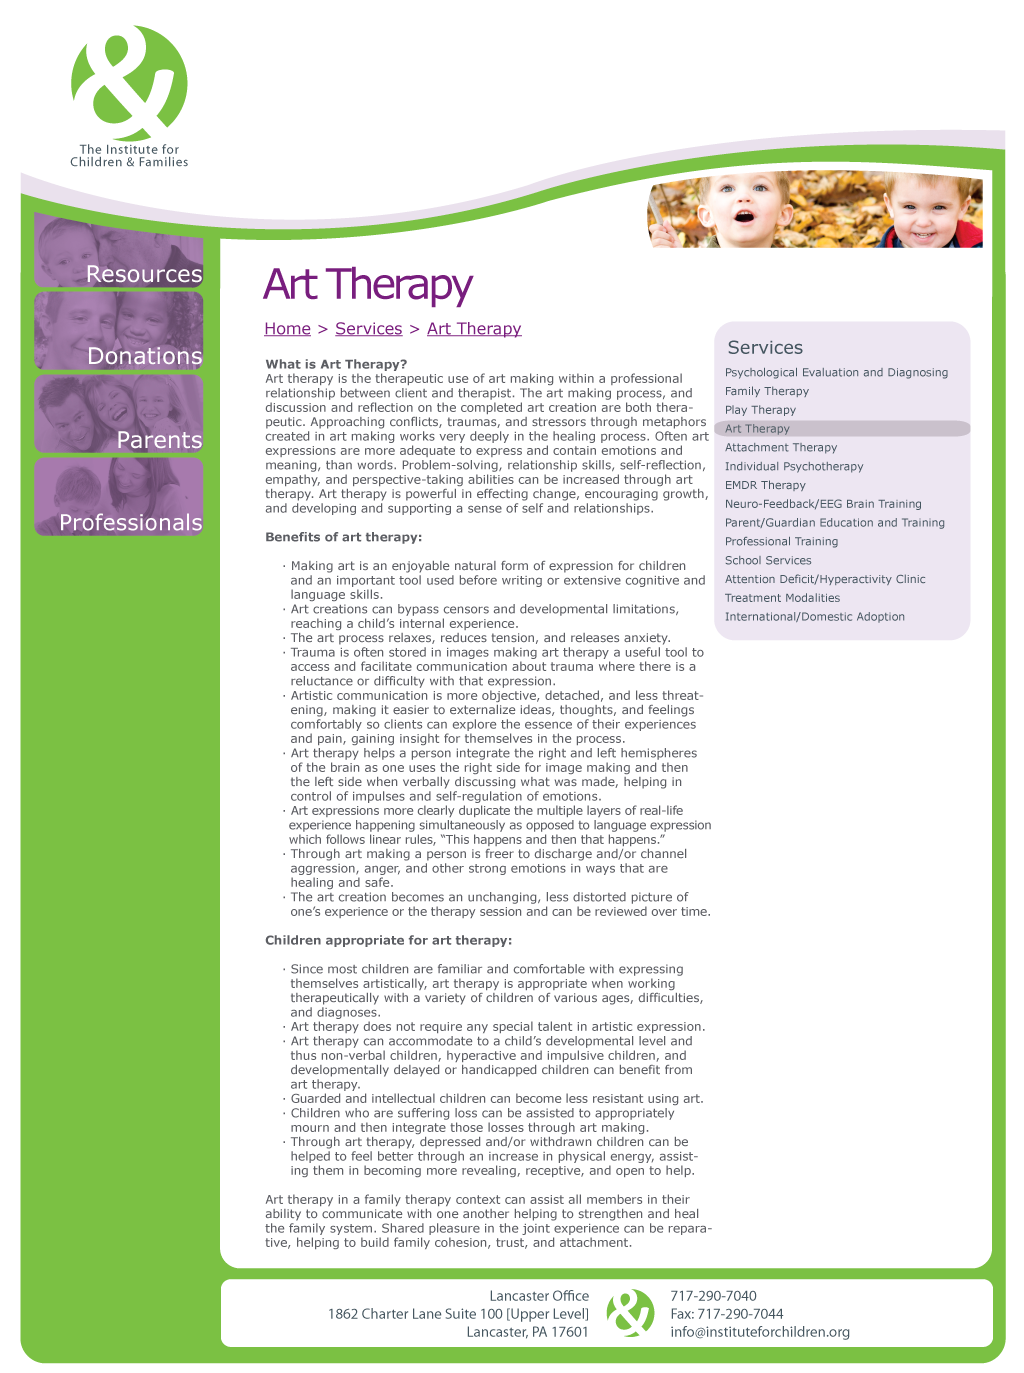 The Institute for
Children & Families
Resources
Donations
Parents
Professionals
Art Therapy
Home > Services > Art Therapy
What is Art Therapy?
Art therapy is the therapeutic use of art making within a professional
relationship between client and therapist. The art making process, and
discussion and reflection on the completed art creation are both thera-
peutic. Approaching conflicts, traumas, and stressors through metaphors
created in art making works very deeply in the healing process. Often art
expressions are more adequate to express and contain emotions and
meaning, than words. Problem-solving, relationship skills, self-reflection,
empathy, and perspective-taking abilities can be increased through art
therapy. Art therapy is powerful in effecting change, encouraging growth,
and developing and supporting a sense of self and relationships.
Benefits of art therapy:
· Making art is an enjoyable natural form of expression for children
and an important tool used before writing or extensive cognitive and
language skills.
· Art creations can bypass censors and developmental limitations,
reaching a child’s internal experience.
· The art process relaxes, reduces tension, and releases anxiety.
· Trauma is often stored in images making art therapy a useful tool to
access and facilitate communication about trauma where there is a
reluctance or difficulty with that expression.
· Artistic communication is more objective, detached, and less threat-
ening, making it easier to externalize ideas, thoughts, and feelings
comfortably so clients can explore the essence of their experiences
and pain, gaining insight for themselves in the process.
· Art therapy helps a person integrate the right and left hemispheres
of the brain as one uses the right side for image making and then
the left side when verbally discussing what was made, helping in
control of impulses and self-regulation of emotions.
· Art expressions more clearly duplicate the multiple layers of real-life
experience happening simultaneously as opposed to language expression
which follows linear rules, “This happens and then that happens.”
· Through art making a person is freer to discharge and/or channel
aggression, anger, and other strong emotions in ways that are
healing and safe.
· The art creation becomes an unchanging, less distorted picture of
one’s experience or the therapy session and can be reviewed over time.
Children appropriate for art therapy:
· Since most children are familiar and comfortable with expressing
themselves artistically, art therapy is appropriate when working
therapeutically with a variety of children of various ages, difficulties,
and diagnoses.
· Art therapy does not require any special talent in artistic expression.
· Art therapy can accommodate to a child’s developmental level and
thus non-verbal children, hyperactive and impulsive children, and
developmentally delayed or handicapped children can benefit from
art therapy.
· Guarded and intellectual children can become less resistant using art.
· Children who are suffering loss can be assisted to appropriately
mourn and then integrate those losses through art making.
· Through art therapy, depressed and/or withdrawn children can be
helped to feel better through an increase in physical energy, assist-
ing them in becoming more revealing, receptive, and open to help.
Art therapy in a family therapy context can assist all members in their
ability to communicate with one another helping to strengthen and heal
the family system. Shared pleasure in the joint experience can be repara-
tive, helping to build family cohesion, trust, and attachment.
Services
Psychological Evaluation and Diagnosing
Family Therapy
Play Therapy
Art Therapy
Attachment Therapy
Individual Psychotherapy
EMDR Therapy
Neuro-Feedback/EEG Brain Training
Parent/Guardian Education and Training
Professional Training
School Services
Attention Deficit/Hyperactivity Clinic
Treatment Modalities
International/Domestic Adoption
Lancaster Office
1862 Charter Lane Suite 100 [Upper Level]
Lancaster, PA 17601
&
717-290-7040
Fax: 717-290-7044
info@instituteforchildren.org